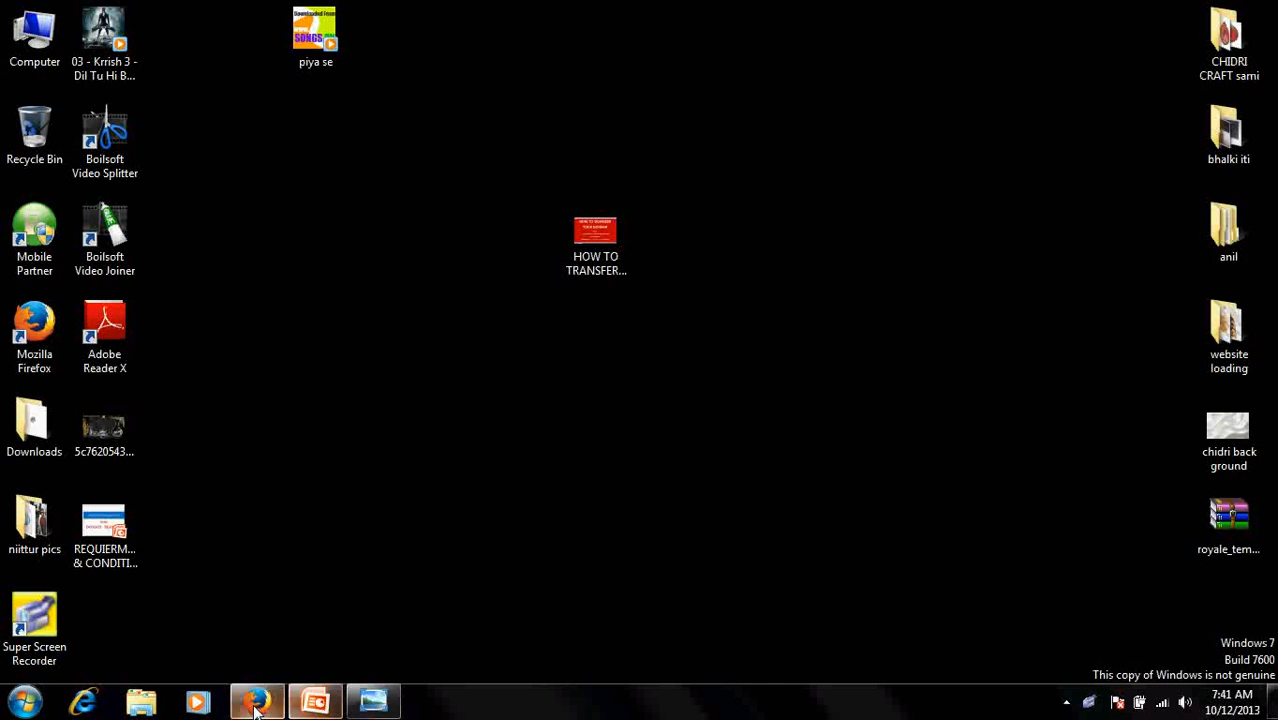 Computer
03 - Krrish 3 -
Dil Tu Hi B...
piya se
CHIDRI
CRAFT sami
Recycle Bin
Boilsoft
Video Splitter
bhalki iti
Mobile
Partner
Boilsoft
Video Joiner
HOW TO
TRANSFER...
anil
Mozilla
Firefox
Adobe
Reader X
website
loading
Downloads
5c7620543...
chidri back
ground
niittur pics
REQUIERM...
& CONDITI...
royale_tem...
Super Screen
Recorder
Windows 7
Build 7600
This copy of Windows is not genuine
7:41 AM
10/12/2013